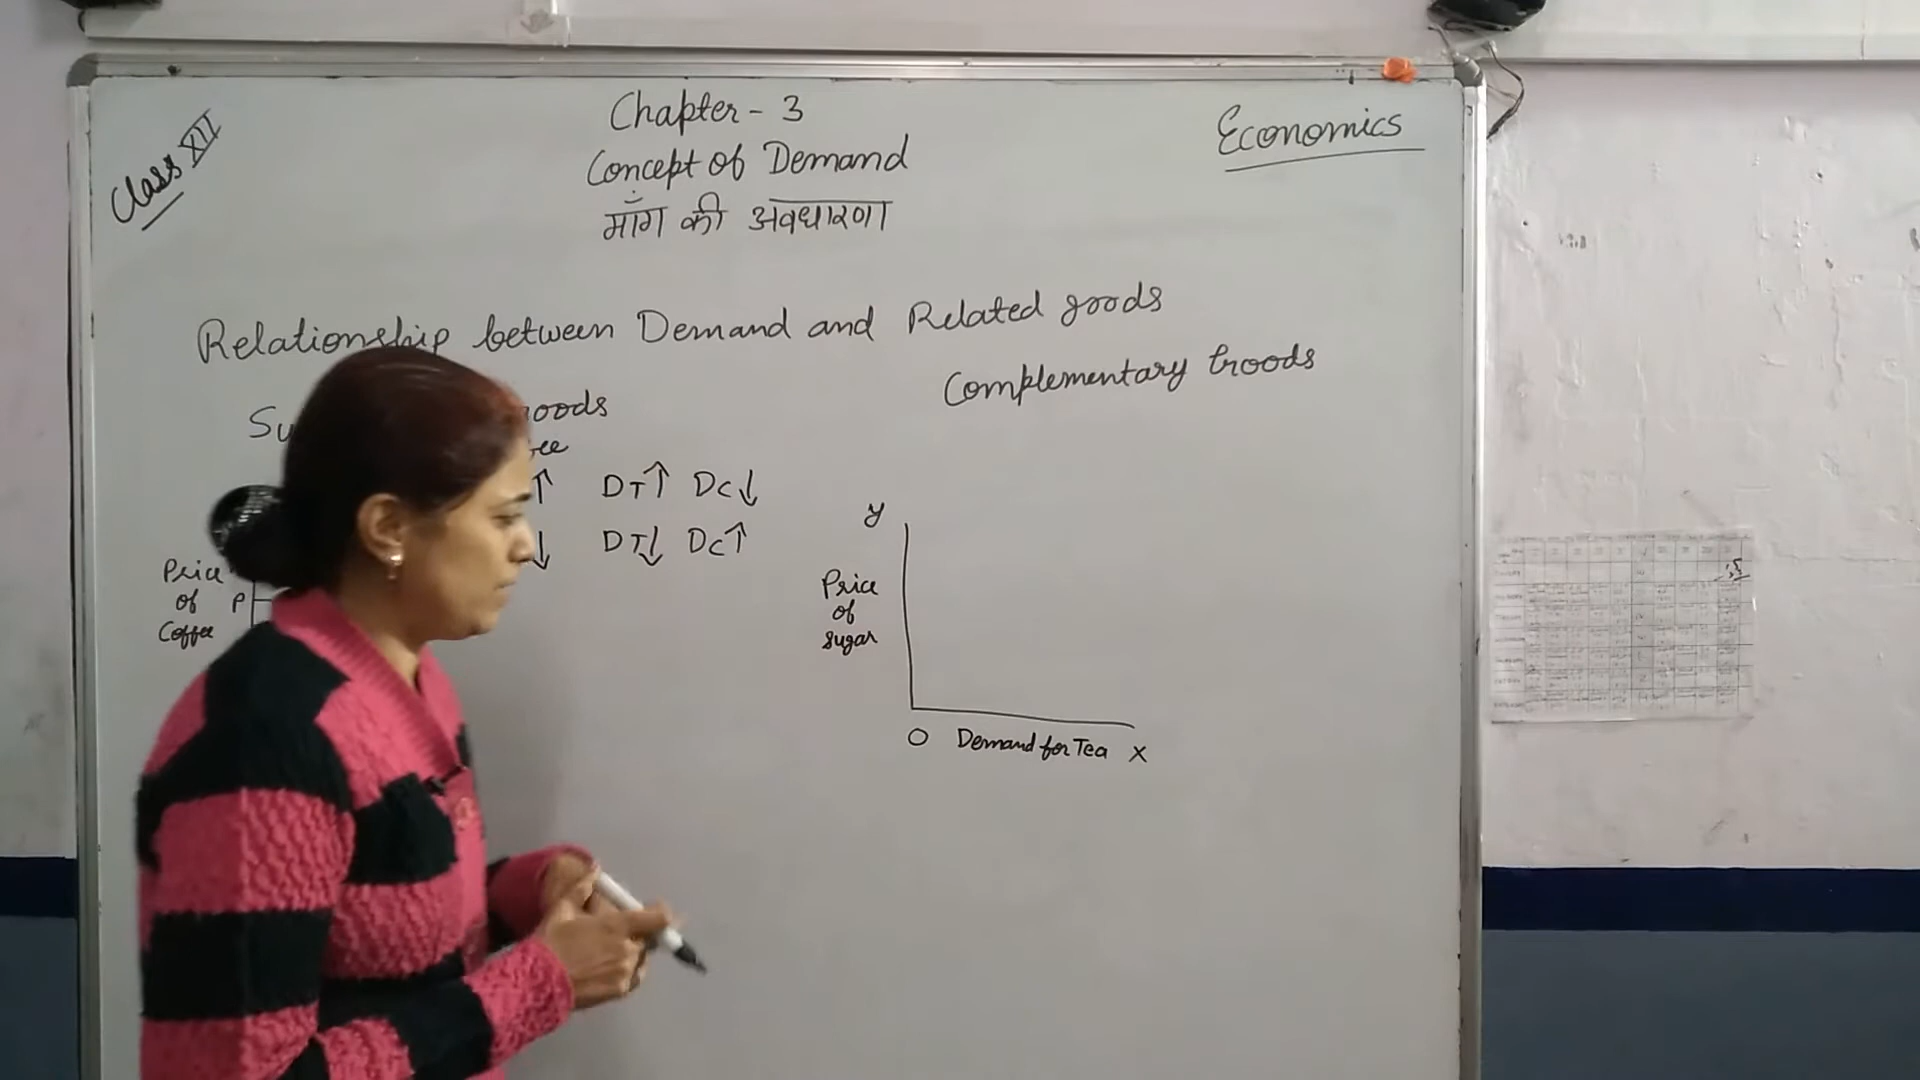 Class XII
Chapter - 3
Economics
Concept of Demand
माँग की अवधारणा
Relationship between Demand and Related goods
Goods
Complementary Goods
↑ DT↑ DC↓
↓ DT↓ DC↑
Price
of P
Coffee
y
Price
of
Sugar
O Demand for Tea X